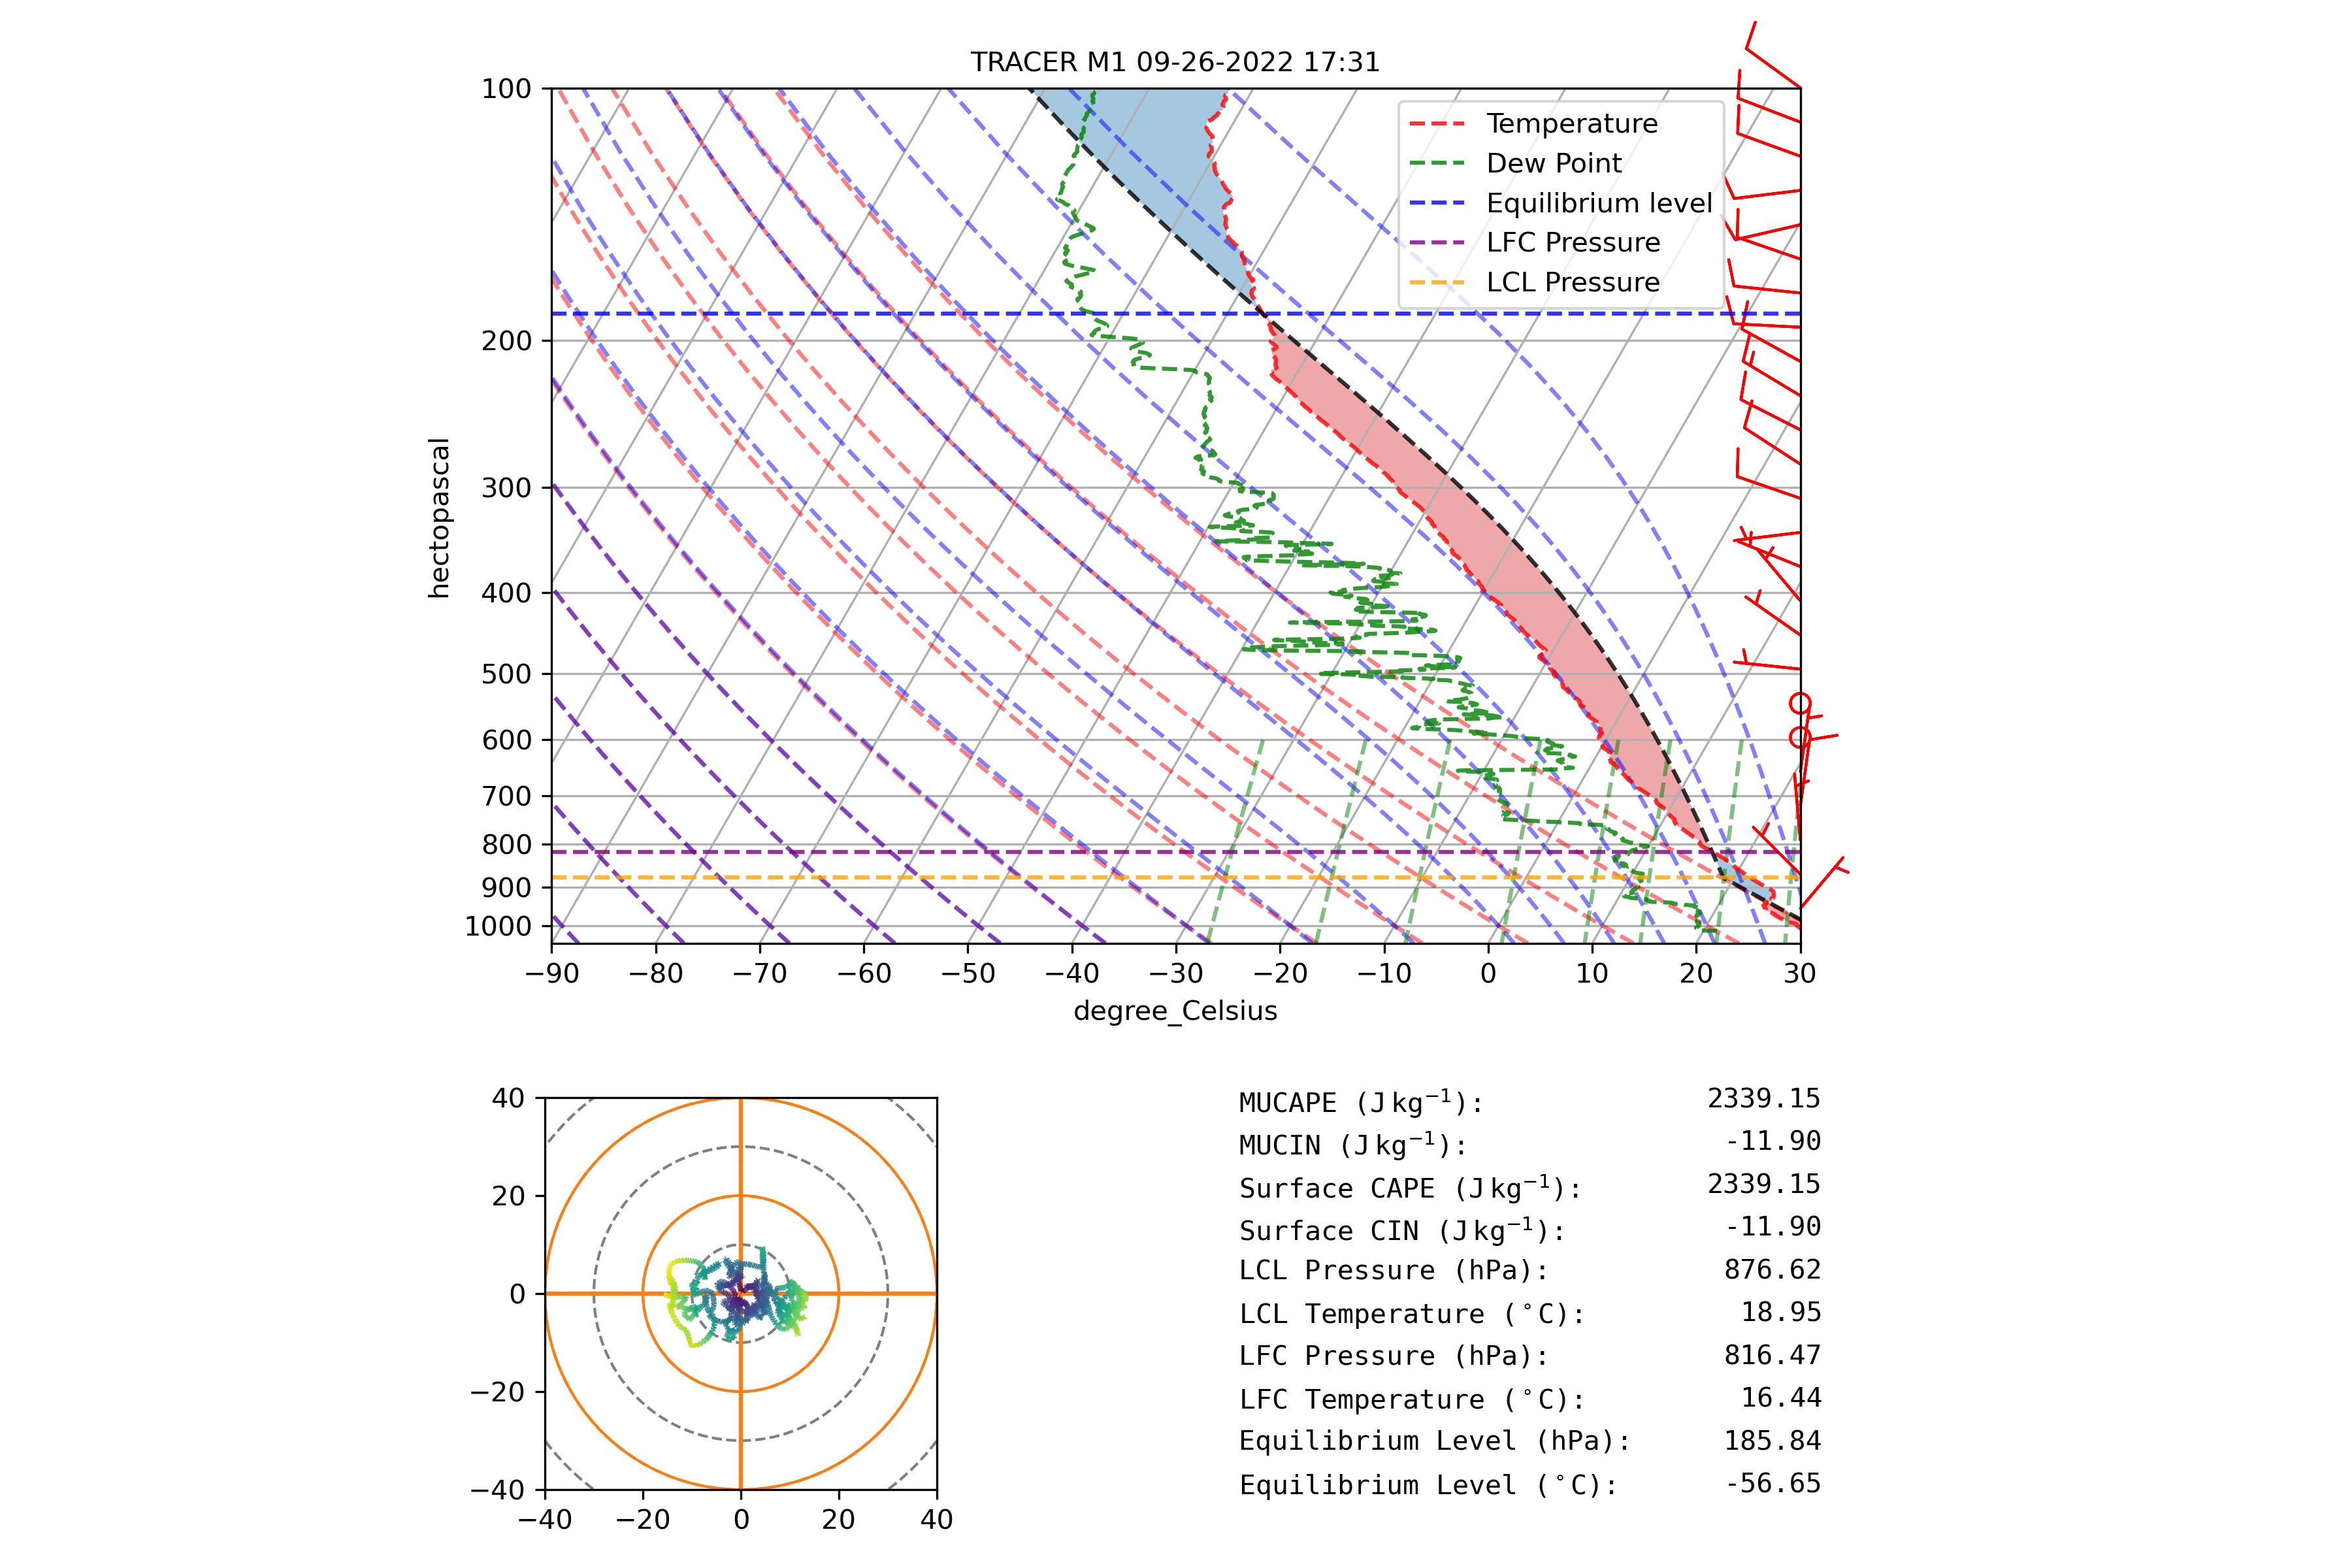 TRACER M1 09-26-2022 17:31
100
200
300
400
500
600
700
800
900
1000
hectopascal
−90 −80 −70 −60 −50 −40 −30 −20 −10 0 10 20 30
degree_Celsius
Temperature
Dew Point
Equilibrium level
LFC Pressure
LCL Pressure
40
20
0
−20
−40
−40 −20 0 20 40
MUCAPE (J kg⁻¹): 2339.15
MUCIN (J kg⁻¹): -11.90
Surface CAPE (J kg⁻¹): 2339.15
Surface CIN (J kg⁻¹): -11.90
LCL Pressure (hPa): 876.62
LCL Temperature (°C): 18.95
LFC Pressure (hPa): 816.47
LFC Temperature (°C): 16.44
Equilibrium Level (hPa): 185.84
Equilibrium Level (°C): -56.65